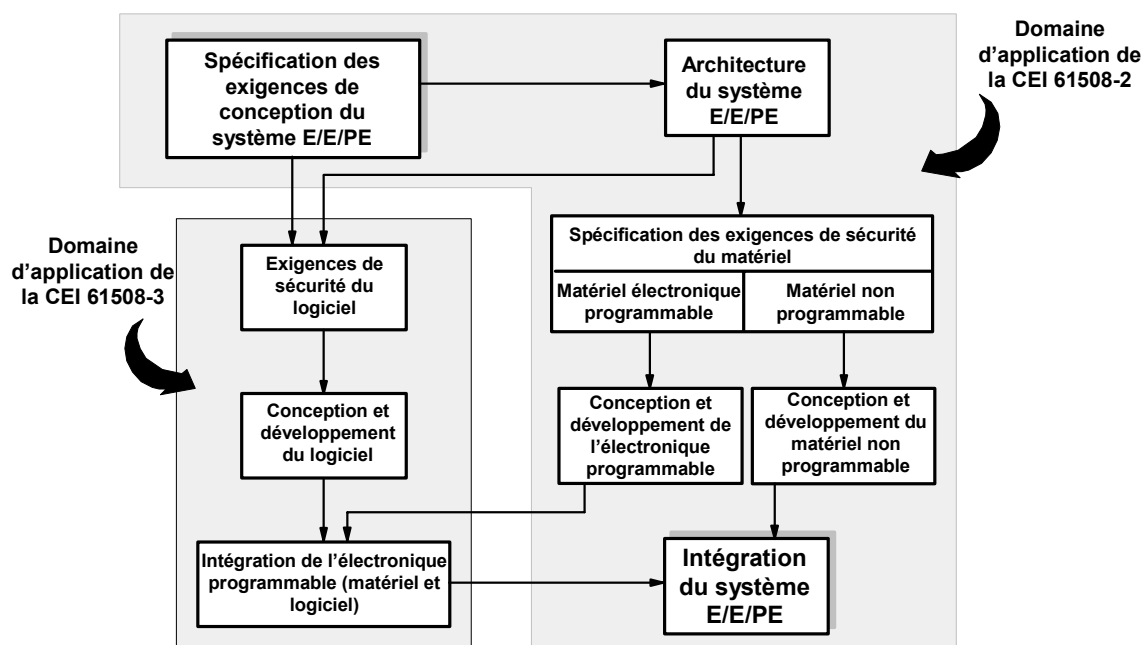 Spécification des
exigences de
conception du
système E/E/PE
Architecture
du système
E/E/PE
Domaine
d'application de
la CEI 61508-2
Domaine
d'application de
la CEI 61508-3
Exigences de
sécurité du
logiciel
Spécification des exigences de sécurité
du matériel
Matériel électronique
programmable
Matériel non
programmable
Conception et
développement
du logiciel
Conception et
développement de
l’électronique
programmable
Conception et
développement du
matériel non
programmable
Intégration de l’électronique
programmable (matériel et
logiciel)
Intégration
du système
E/E/PE